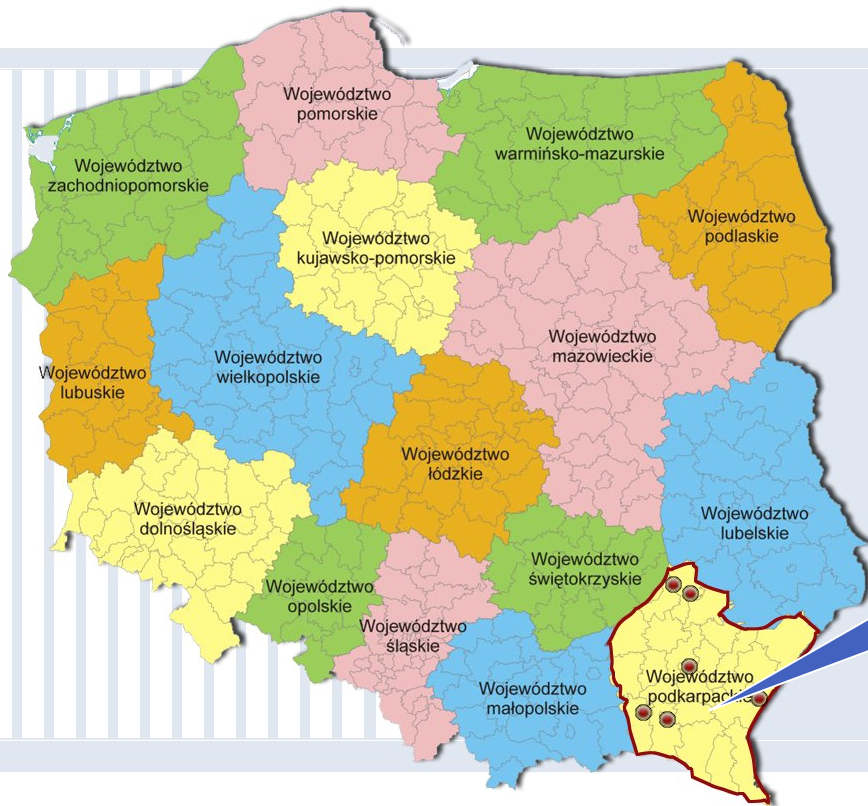 Województwo
pomorskie
Województwo
warmińsko-mazurskie
Województwo
zachodniopomorskie
Województwo
podlaskie
Województwo
kujawsko-pomorskie
Województwo
mazowieckie
Województwo
wielkopolskie
Województwo
lubuskie
Województwo
łódzkie
Województwo
dolnośląskie
Województwo
lubelskie
Województwo
świętokrzyskie
Województwo
opolskie
Województwo
śląskie
Województwo
podkarpackie
Województwo
małopolskie